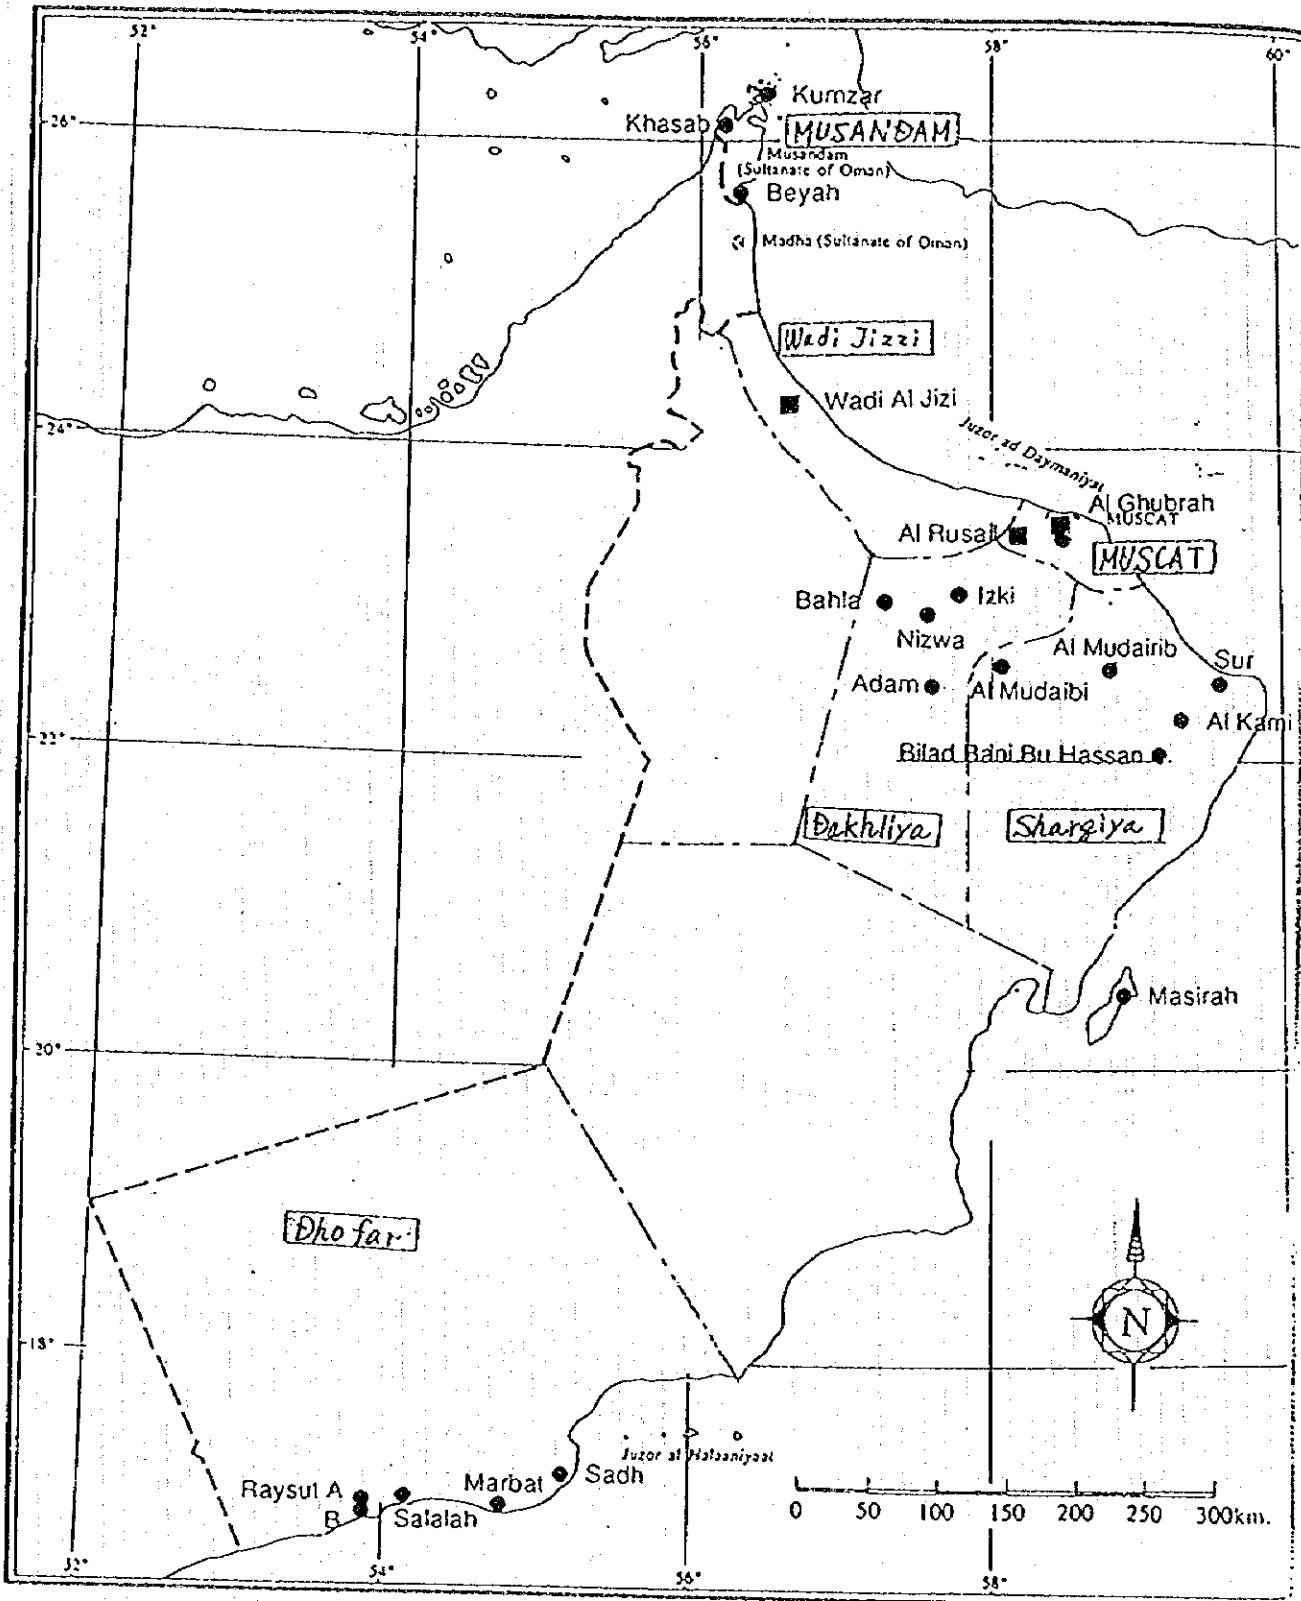 52°
54°
56°
58°
60°
Kumzar
26°
Khasab
MUSANDAM
Musandam
(Sultanate of Oman)
Beyah
Madha (Sultanate of Oman)
Wadi Jizzi
Wadi Al Jizi
24°
Juzor ad Daymaniyat
Al Ghubrah
MUSCAT
Al Rusail
MUSCAT
Bahla
Izki
Nizwa
Al Mudairib
Sur
Adam
Al Mudaibi
Al Kami
22°
Bilad Bani Bu Hassan
Dakhliya
Shargiya
Masirah
20°
Dhofar
N
18°
Juzor al Halaaniyaat
Raysut A
Marbat
Sadh
B
Salalah
0 50 100 150 200 250 300km.
52°
54°
56°
58°